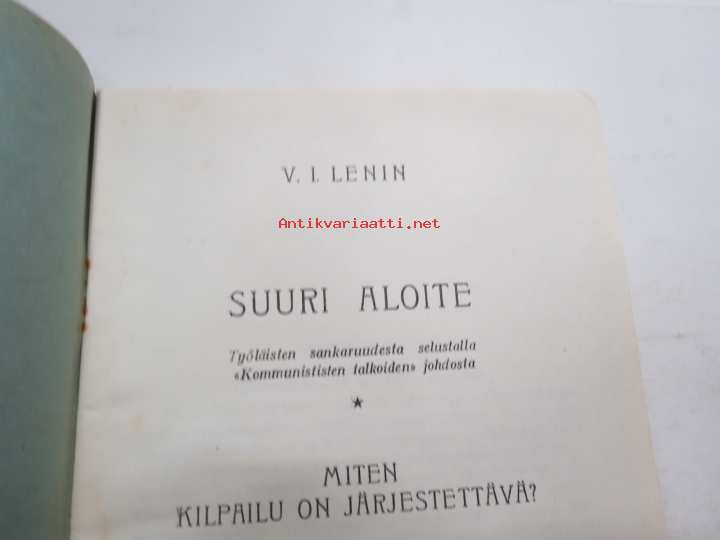 V. I. LENIN
Antikvariaatti.net
SUURI ALOITE
Työläisten sankaruudesta selustalla
«Kommunististen talkoiden» johdosta
MITEN
KILPAILU ON JÄRJESTETTÄVÄ?